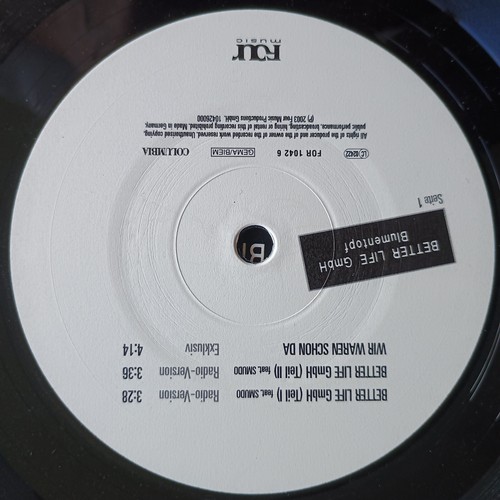 BETTER LIFE GmbH (Teil I) feat. SMUDO Radio-Version 3:28
BETTER LIFE GmbH (Teil II) feat. SMUDO Radio-Version 3:36
WIR WAREN SCHON DA Exklusiv 4:14
BETTER LIFE GmbH
Blumentopf
Seite 1
LC 02422 FOR 1042 6 GEMA/BIEM COLUMBIA
All rights of the producer and of the owner of the recorded work reserved. Unauthorized copying,
public performance, broadcasting, hiring or rental of this recording prohibited. Made in Germany.
(P) 2003 Four Music Productions GmbH. 10426000
FOUR
MUSIC